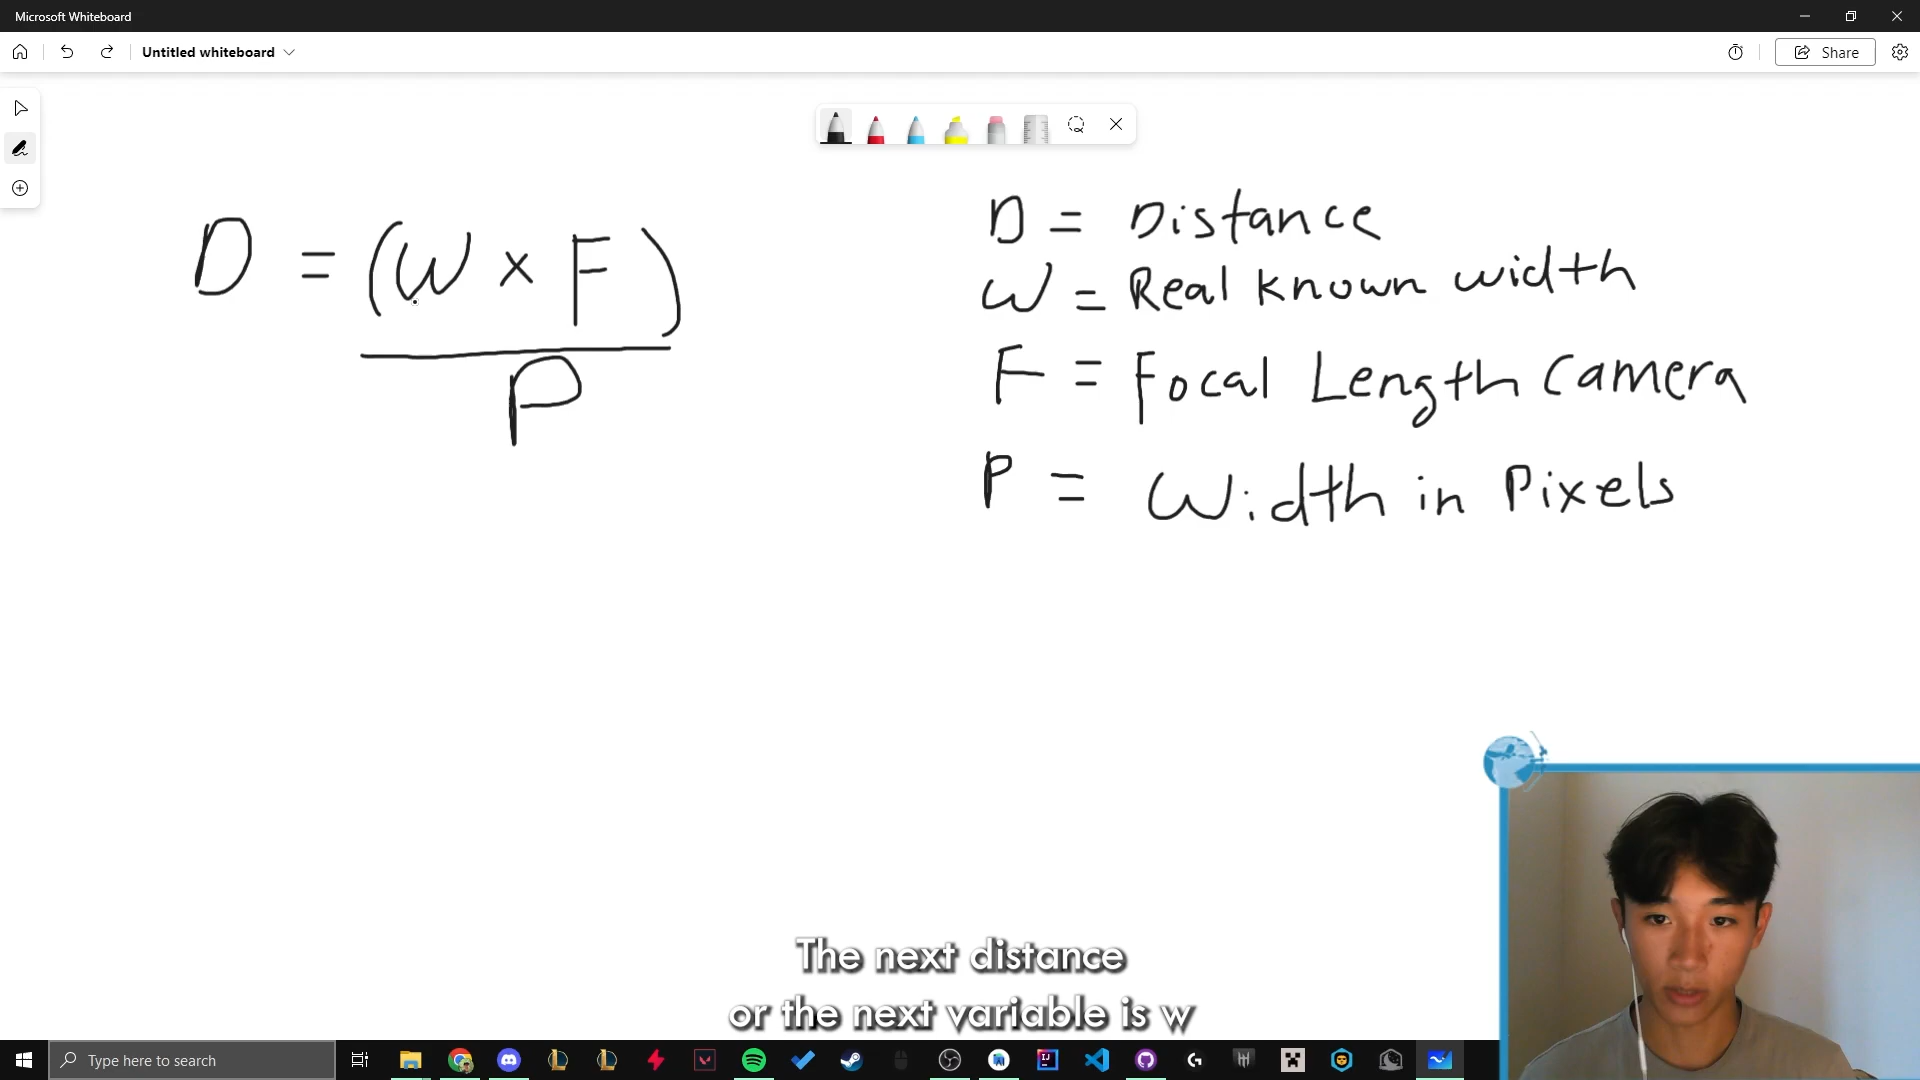 Microsoft Whiteboard
Untitled whiteboard
Share
D = (W × F)
P
D = Distance
W = Real known width
F = Focal Length Camera
P = Width in Pixels
The next distance
or the next variable is w
Type here to search